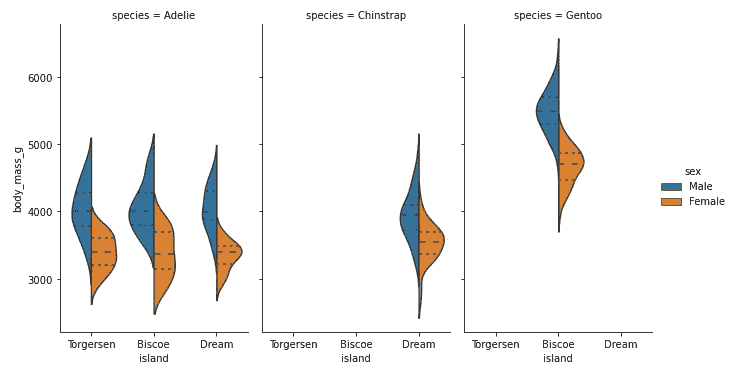 species = Adelie
species = Chinstrap
species = Gentoo
body_mass_g
6000
5000
4000
3000
Torgersen Biscoe Dream
island
Torgersen Biscoe Dream
island
Torgersen Biscoe Dream
island
sex
Male
Female